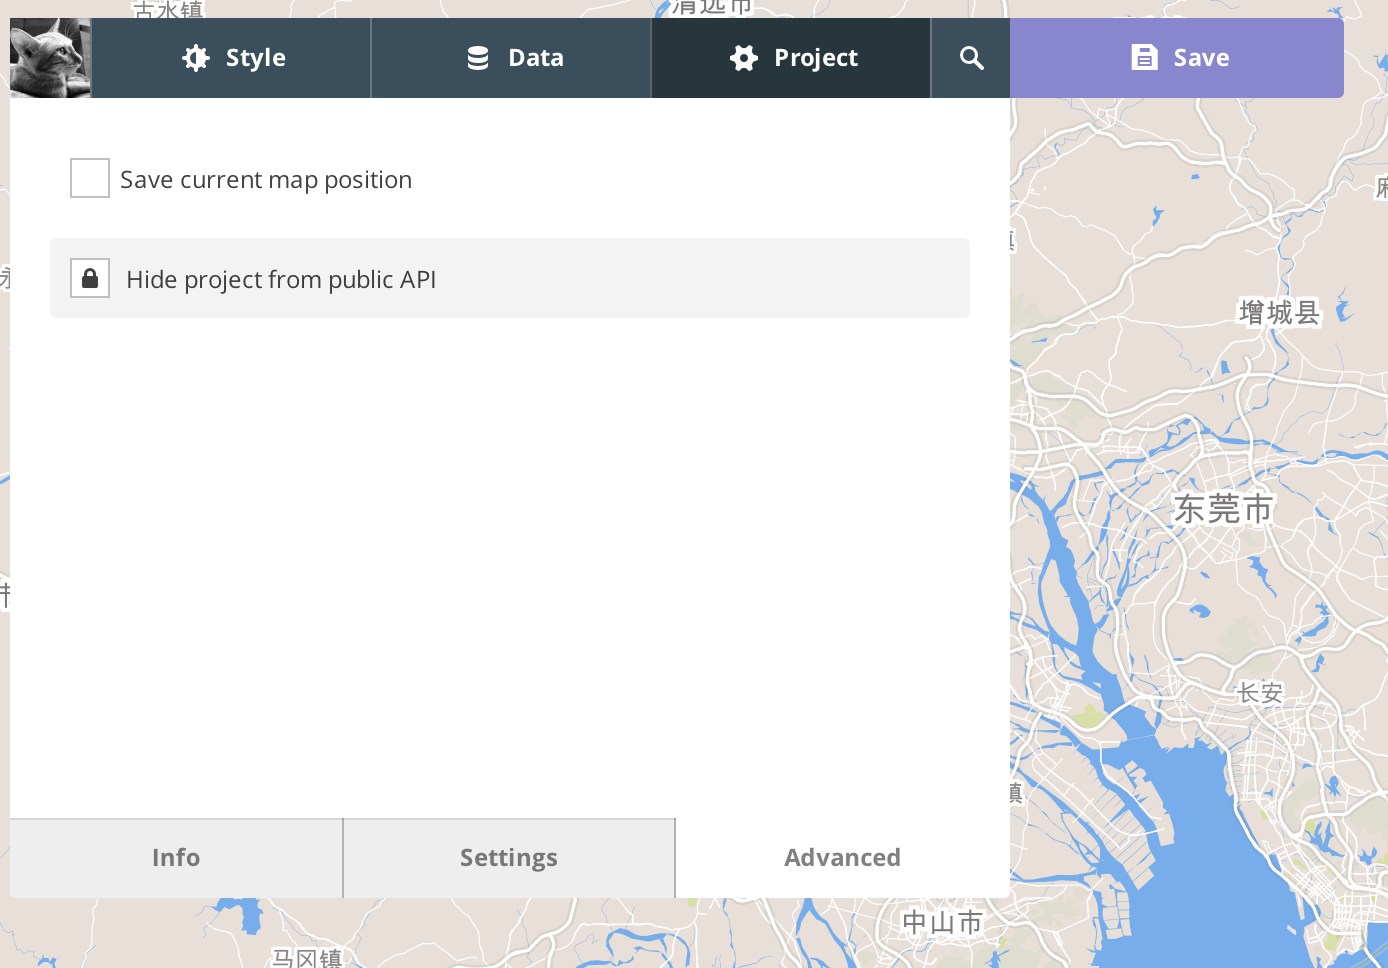 古水镇
清远市
Style
Data
Project
Save
Save current map position
Hide project from public API
增城县
东莞市
长安
镇
Info
Settings
Advanced
中山市
马冈镇